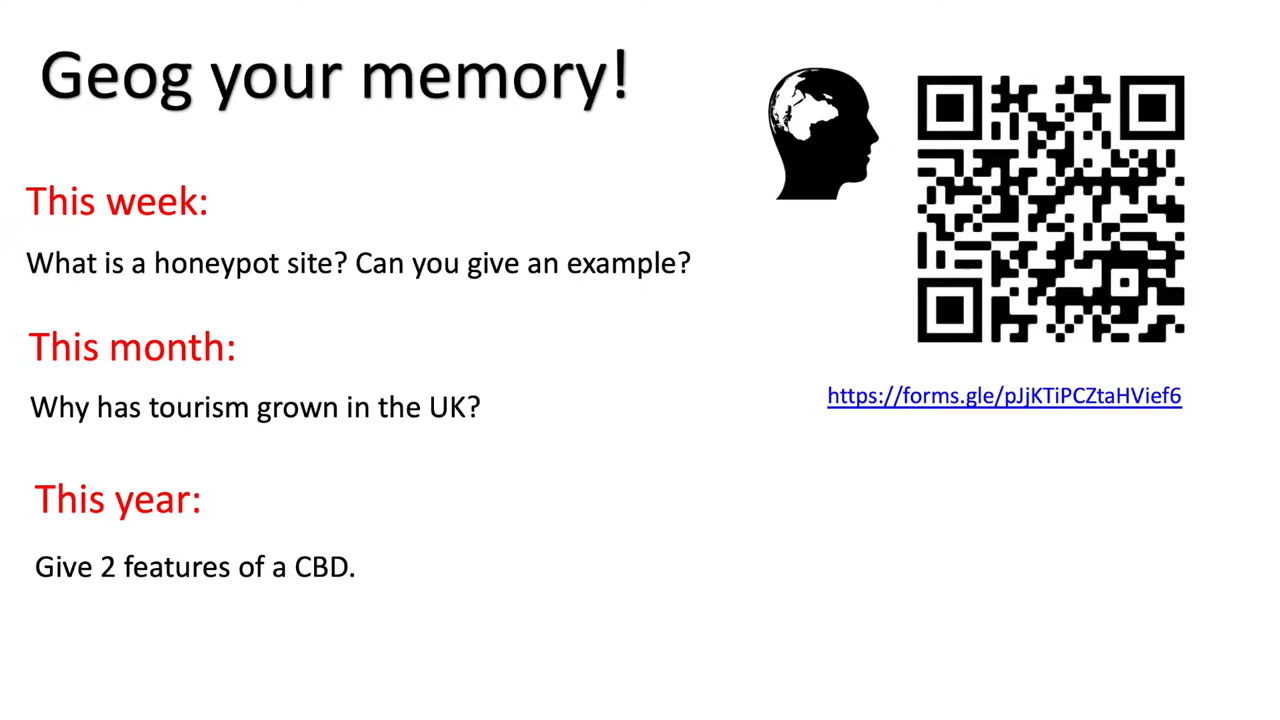 Geog your memory!
This week:
What is a honeypot site? Can you give an example?
This month:
Why has tourism grown in the UK?
https://forms.gle/pJjKTiPCZtaHVief6
This year:
Give 2 features of a CBD.